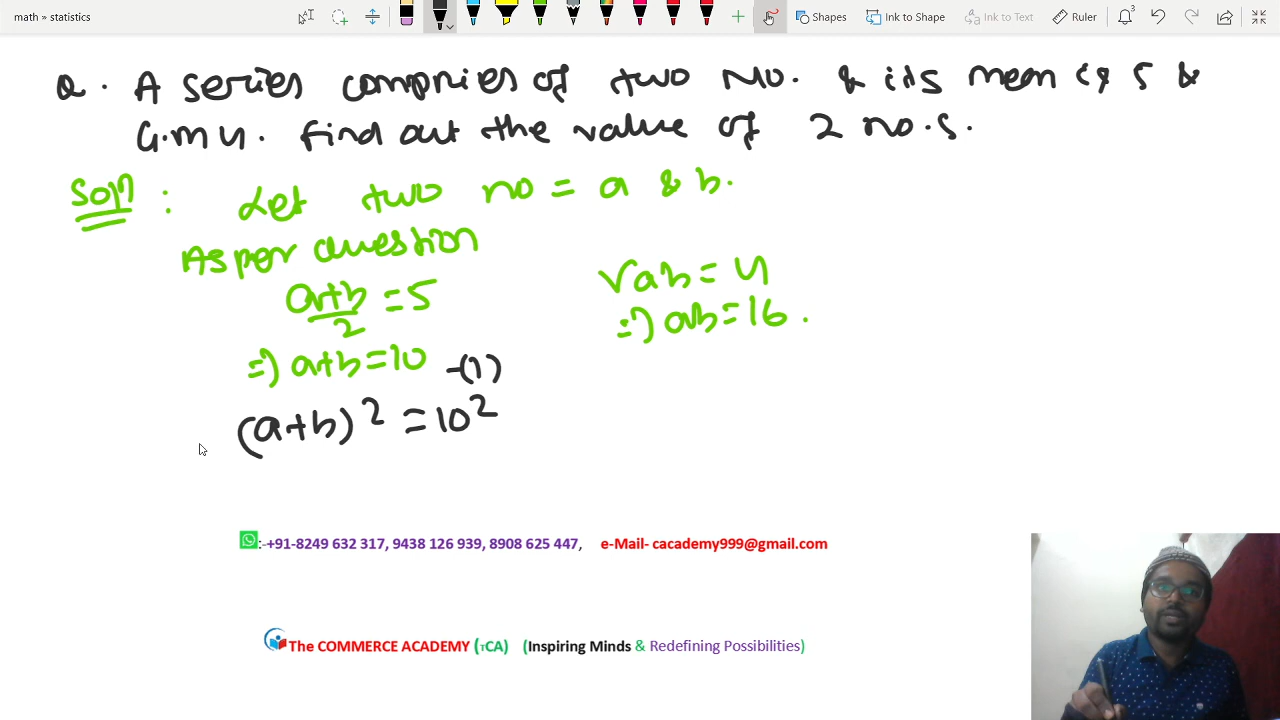 math » statistics
Shapes Ink to Shape Ink to Text Ruler
Q. A series compries of two No. & its mean is 5 &
G.M 4. find out the value of 2 no.s.
Soln : Let two no = a & b.
As per question
a+b/2 = 5
√ab = 4
=> ab = 16.
=> a+b = 10 -(1)
(a+b)² = 10²
:-+91-8249 632 317, 9438 126 939, 8908 625 447, e-Mail- cacademy999@gmail.com
The COMMERCE ACADEMY (TCA) (Inspiring Minds & Redefining Possibilities)